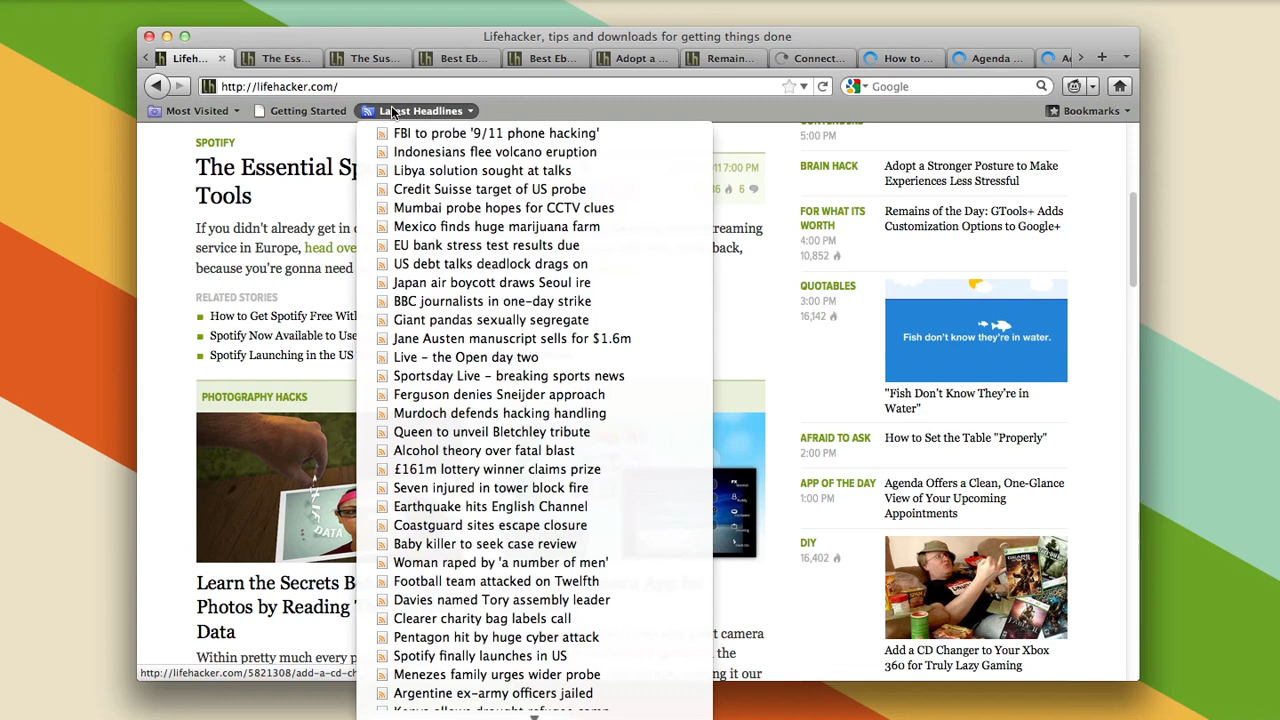 Lifehacker, tips and downloads for getting things done
Lifeh...
The Ess...
The Sus...
Best Eb...
Best Eb...
Adopt a ...
Remain...
Connect...
How to ...
Agenda ...
http://lifehacker.com/
Google
Most Visited
Getting Started
Latest Headlines
Bookmarks
FBI to probe '9/11 phone hacking'
Indonesians flee volcano eruption
Libya solution sought at talks
Credit Suisse target of US probe
Mumbai probe hopes for CCTV clues
Mexico finds huge marijuana farm
EU bank stress test results due
US debt talks deadlock drags on
Japan air boycott draws Seoul ire
BBC journalists in one-day strike
Giant pandas sexually segregate
Jane Austen manuscript sells for $1.6m
Live – the Open day two
Sportsday Live – breaking sports news
Ferguson denies Sneijder approach
Murdoch defends hacking handling
Queen to unveil Bletchley tribute
Alcohol theory over fatal blast
£161m lottery winner claims prize
Seven injured in tower block fire
Earthquake hits English Channel
Coastguard sites escape closure
Baby killer to seek case review
Woman raped by 'a number of men'
Football team attacked on Twelfth
Davies named Tory assembly leader
Clearer charity bag labels call
Pentagon hit by huge cyber attack
Spotify finally launches in US
Menezes family urges wider probe
Argentine ex-army officers jailed
SPOTIFY
The Essential Sp
Tools
If you didn't already get in
service in Europe, head ove
because you're gonna need
RELATED STORIES
How to Get Spotify Free With
Spotify Now Available to Use
Spotify Launching in the US
11 7:00 PM
6
reaming
back,
PHOTOGRAPHY HACKS
DATA
Learn the Secrets Be
Photos by Reading T
Data
Within pretty much every p
camera
the
it our
http://lifehacker.com/5821308/add-a-cd-ch
5:00 PM
BRAIN HACK
Adopt a Stronger Posture to Make
Experiences Less Stressful
FOR WHAT ITS
WORTH
4:00 PM
10,852
Remains of the Day: GTools+ Adds
Customization Options to Google+
QUOTABLES
3:00 PM
16,142
Fish don't know they're in water.
"Fish Don't Know They're in
Water"
AFRAID TO ASK
2:00 PM
How to Set the Table "Properly"
APP OF THE DAY
1:00 PM
Agenda Offers a Clean, One-Glance
View of Your Upcoming
Appointments
DIY
16,402
Add a CD Changer to Your Xbox
360 for Truly Lazy Gaming